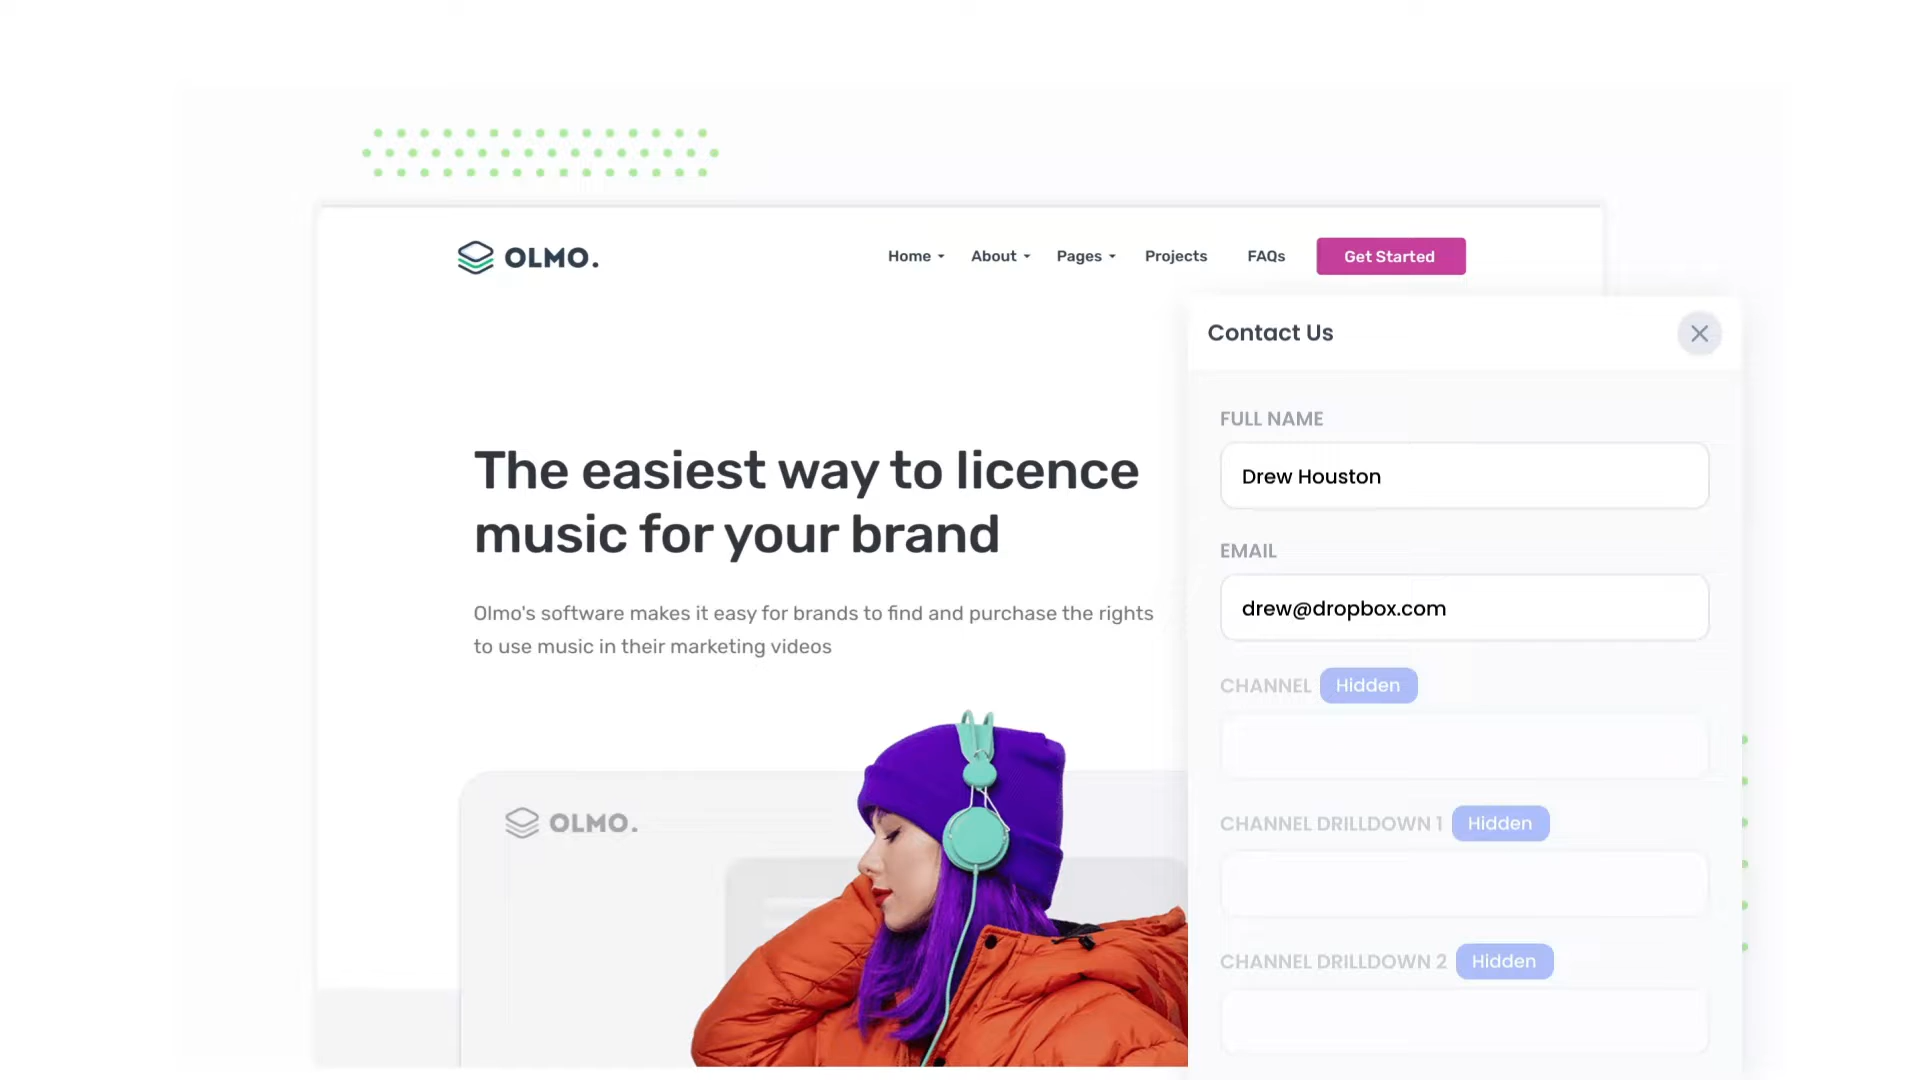 OLMO.
Home
About
Pages
Projects
FAQs
Get Started
The easiest way to licence
music for your brand
Olmo's software makes it easy for brands to find and purchase the rights
to use music in their marketing videos
OLMO.
Contact Us
FULL NAME
Drew Houston
EMAIL
drew@dropbox.com
CHANNEL Hidden
CHANNEL DRILLDOWN 1 Hidden
CHANNEL DRILLDOWN 2 Hidden